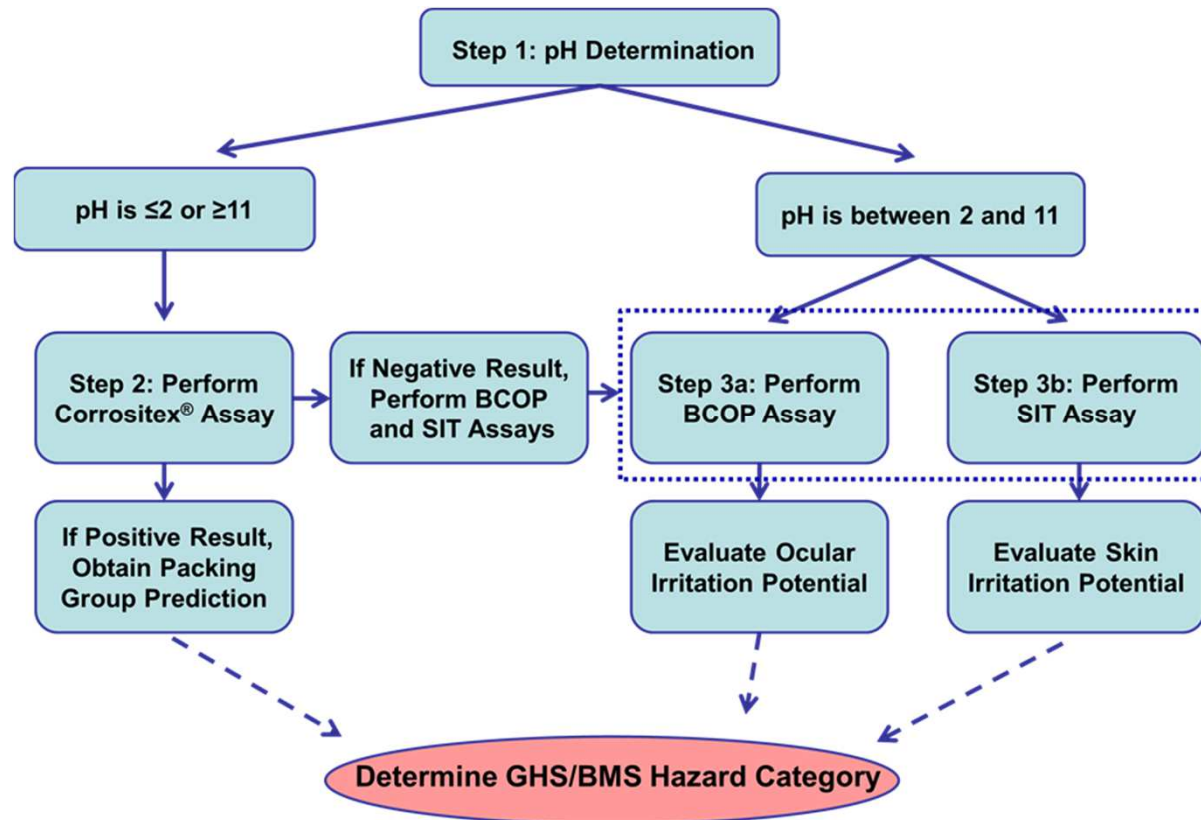 Step 1: pH Determination
pH is ≤2 or ≥11
pH is between 2 and 11
Step 2: Perform
Corrositex® Assay
If Negative Result,
Perform BCOP
and SIT Assays
Step 3a: Perform
BCOP Assay
Step 3b: Perform
SIT Assay
If Positive Result,
Obtain Packing
Group Prediction
Evaluate Ocular
Irritation Potential
Evaluate Skin
Irritation Potential
Determine GHS/BMS Hazard Category